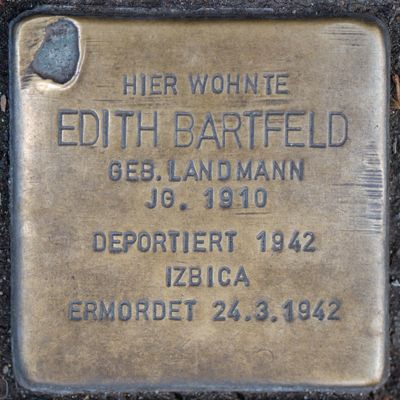 HIER WOHNTE
EDITH BARTFELD
GEB. LANDMANN
JG. 1910
DEPORTIERT 1942
IZBICA
ERMORDET 24.3.1942